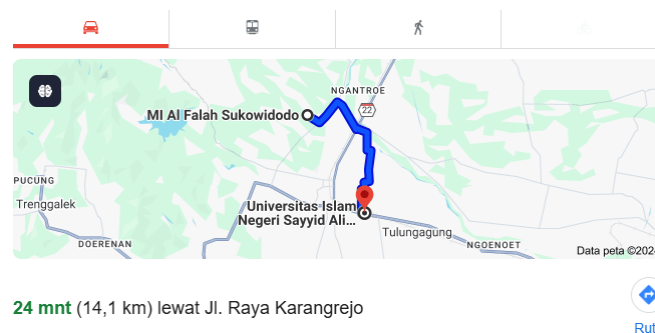 NGANTROE
22
MI Al Falah Sukowidodo
PUCUNG
Trenggalek
Universitas Islam
Negeri Sayyid Ali...
Tulungagung
DOERENAN
NGOENOET
Data peta ©202
24 mnt (14,1 km) lewat Jl. Raya Karangrejo
Rut